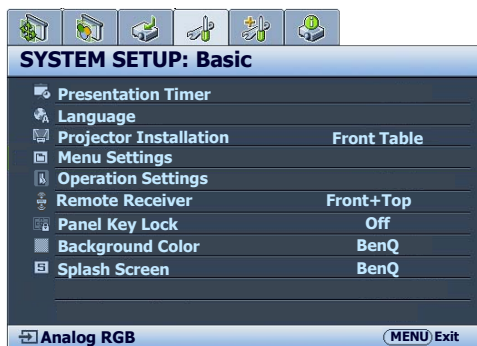 SYSTEM SETUP: Basic
Presentation Timer
Language
Projector Installation Front Table
Menu Settings
Operation Settings
Remote Receiver Front+Top
Panel Key Lock Off
Background Color BenQ
Splash Screen BenQ
Analog RGB MENU Exit